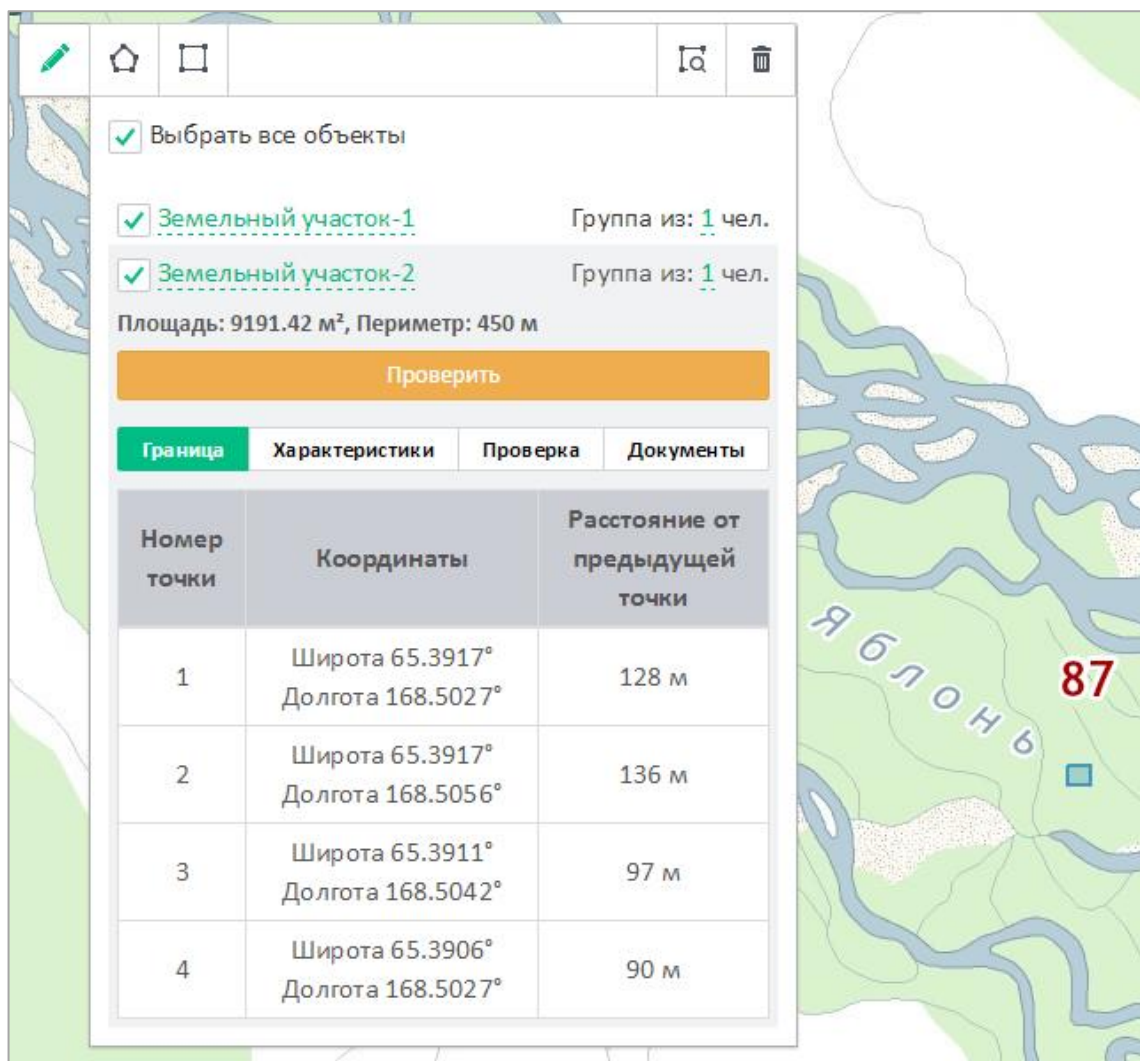 Выбрать все объекты
Земельный участок-1 Группа из: 1 чел.
Земельный участок-2 Группа из: 1 чел.
Площадь: 9191.42 м², Периметр: 450 м
Проверить
Граница Характеристики Проверка Документы
Номер точки Координаты Расстояние от предыдущей точки
1 Широта 65.3917° Долгота 168.5027° 128 м
2 Широта 65.3917° Долгота 168.5056° 136 м
3 Широта 65.3911° Долгота 168.5042° 97 м
4 Широта 65.3906° Долгота 168.5027° 90 м
Яблонь
87